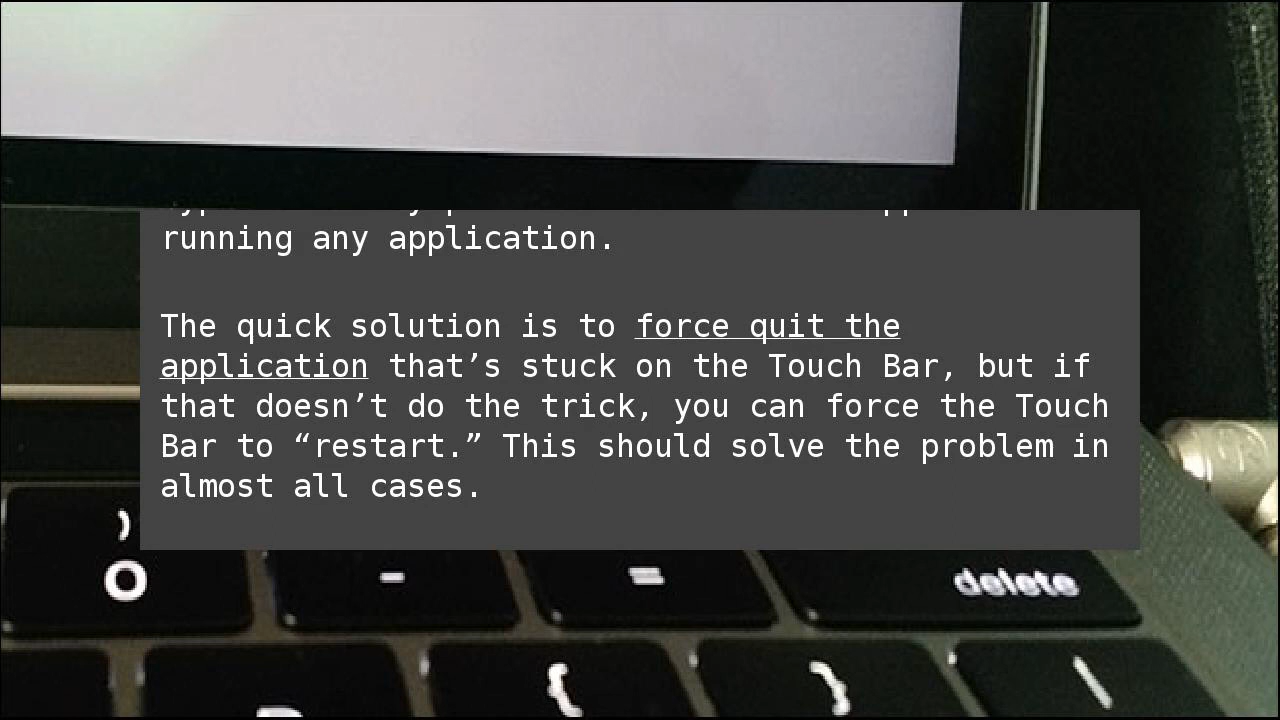 running any application.
The quick solution is to force quit the
application that’s stuck on the Touch Bar, but if
that doesn’t do the trick, you can force the Touch
Bar to “restart.” This should solve the problem in
almost all cases.
)
0 - = delete
{ } |